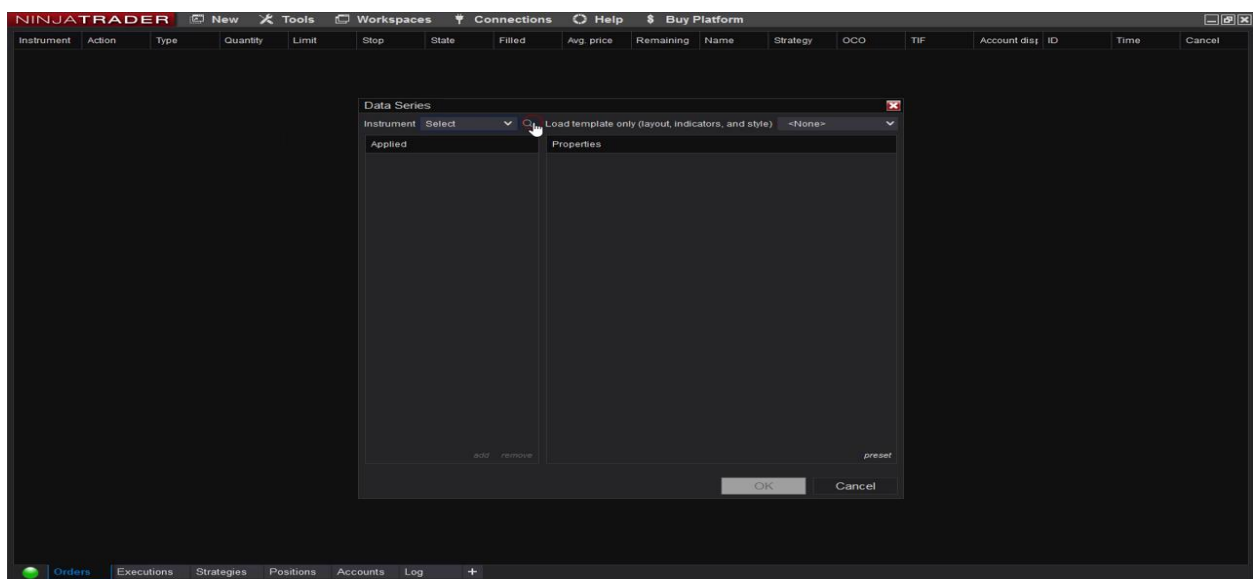 NINJATRADER New Tools Workspaces Connections Help $ Buy Platform
Instrument Action Type Quantity Limit Stop State Filled Avg. price Remaining Name Strategy OCO TIF Account disp ID Time Cancel
Data Series
Instrument Select Load template only (layout, indicators, and style) <None>
Applied Properties
add remove preset
OK Cancel
Orders Executions Strategies Positions Accounts Log +